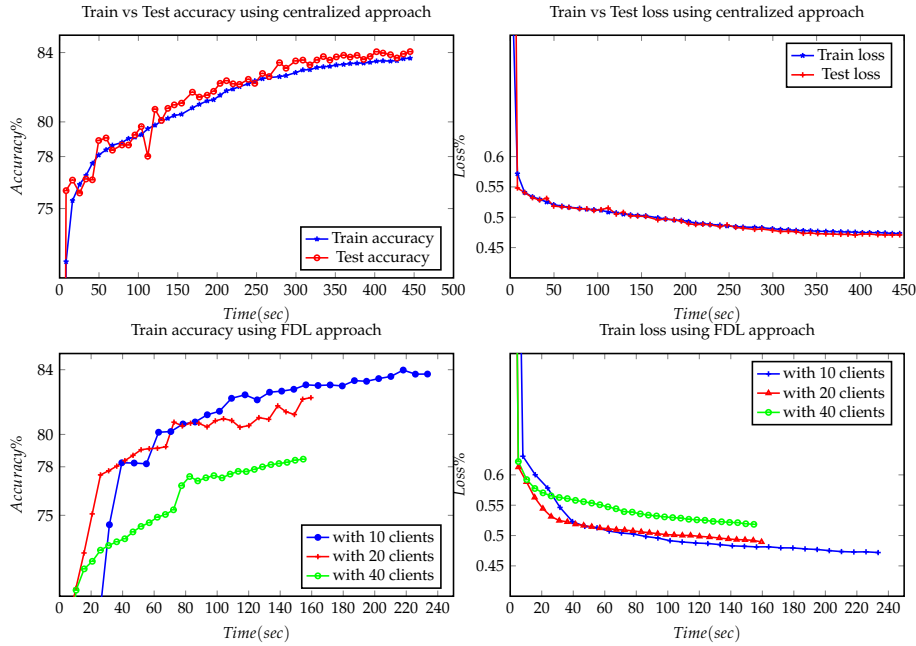 Train vs Test accuracy using centralized approach
84
80
78
75
Accuracy%
Train accuracy
Test accuracy
0 50 100 150 200 250 300 350 400 450 500
Time(sec)
Train vs Test loss using centralized approach
0.6
0.55
0.5
0.45
Loss%
Train loss
Test loss
0 50 100 150 200 250 300 350 400 450
Time(sec)
Train accuracy using FDL approach
84
80
78
75
Accuracy%
with 10 clients
with 20 clients
with 40 clients
0 20 40 60 80 100 120 140 160 180 200 220 240
Time(sec)
Train loss using FDL approach
0.6
0.55
0.5
0.45
Loss%
with 10 clients
with 20 clients
with 40 clients
0 20 40 60 80 100 120 140 160 180 200 220 240
Time(sec)